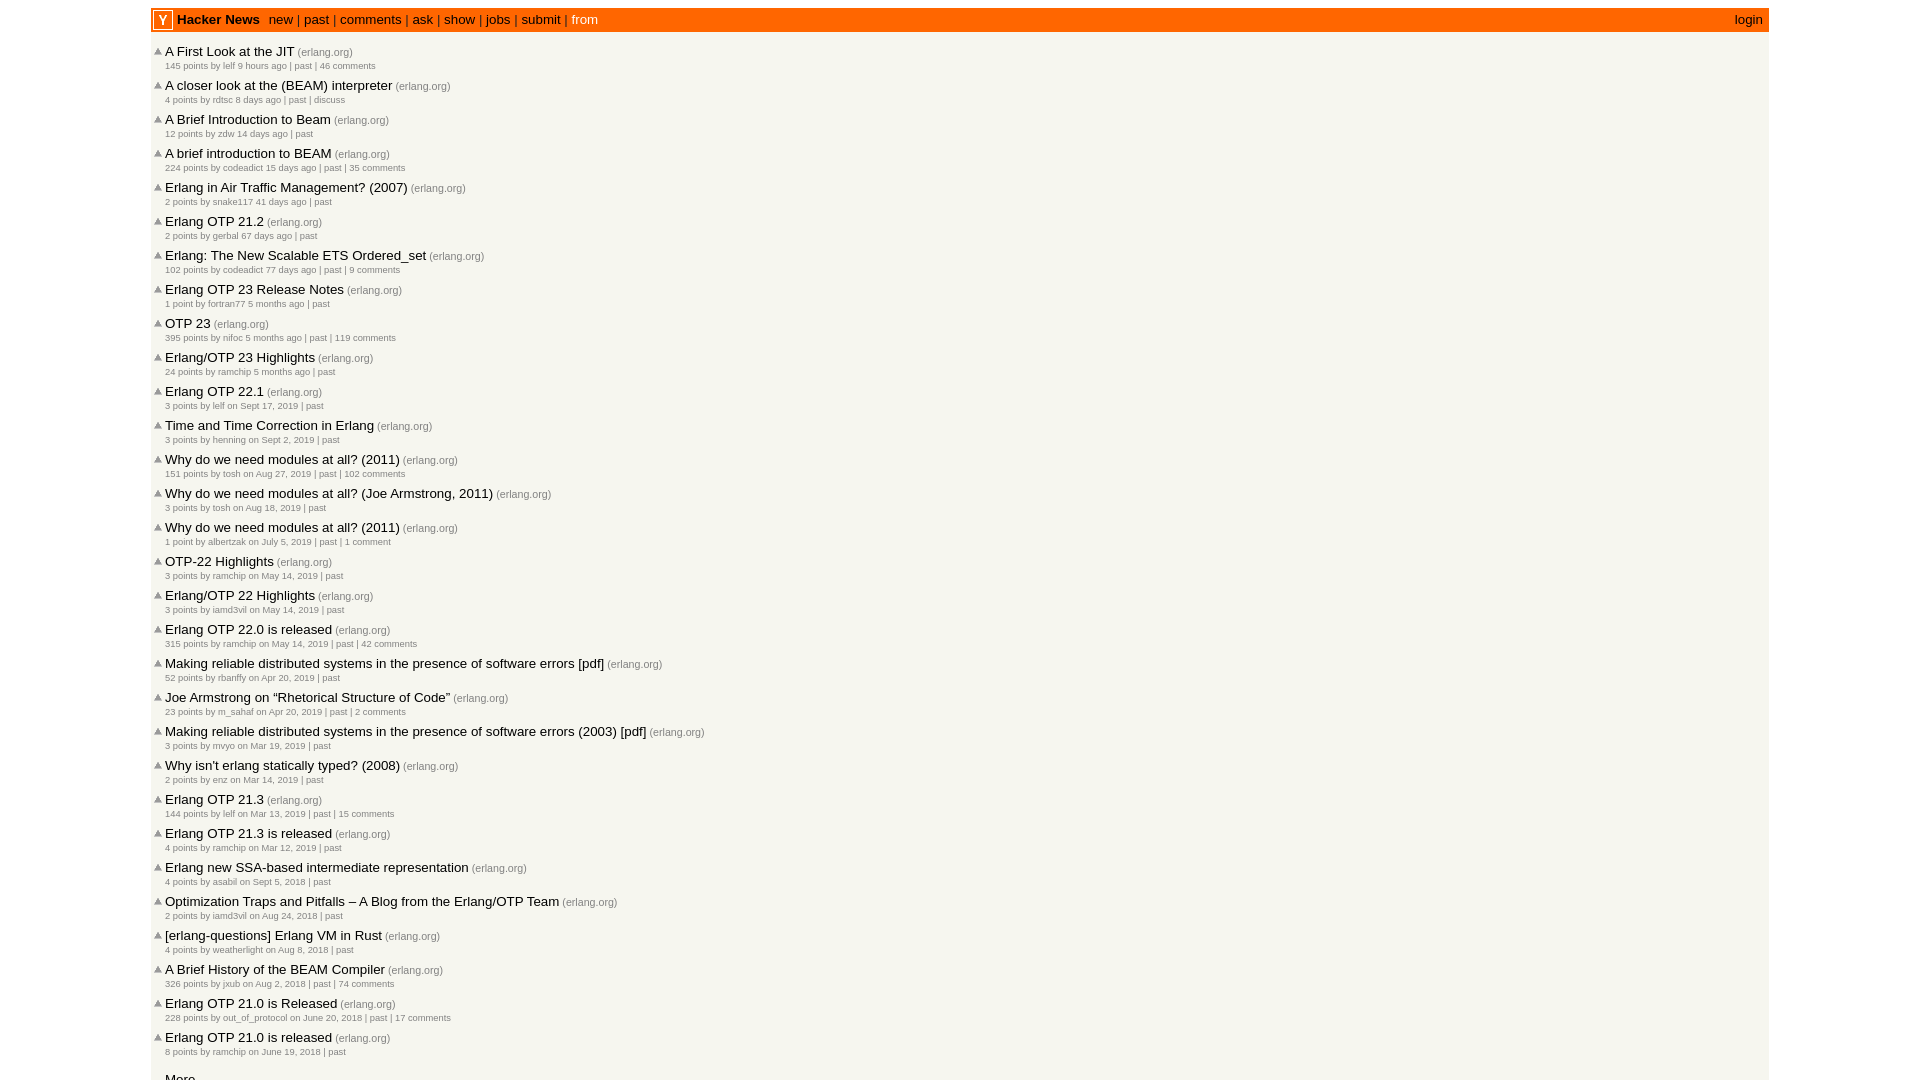 Y Hacker News new | past | comments | ask | show | jobs | submit | from login
A First Look at the JIT (erlang.org)
145 points by lelf 9 hours ago | past | 46 comments
A closer look at the (BEAM) interpreter (erlang.org)
4 points by rdtsc 8 days ago | past | discuss
A Brief Introduction to Beam (erlang.org)
12 points by zdw 14 days ago | past
A brief introduction to BEAM (erlang.org)
224 points by codeadict 15 days ago | past | 35 comments
Erlang in Air Traffic Management? (2007) (erlang.org)
2 points by snake117 41 days ago | past
Erlang OTP 21.2 (erlang.org)
2 points by gerbal 67 days ago | past
Erlang: The New Scalable ETS Ordered_set (erlang.org)
102 points by codeadict 77 days ago | past | 9 comments
Erlang OTP 23 Release Notes (erlang.org)
1 point by fortran77 5 months ago | past
OTP 23 (erlang.org)
395 points by nifoc 5 months ago | past | 119 comments
Erlang/OTP 23 Highlights (erlang.org)
24 points by ramchip 5 months ago | past
Erlang OTP 22.1 (erlang.org)
3 points by lelf on Sept 17, 2019 | past
Time and Time Correction in Erlang (erlang.org)
3 points by henning on Sept 2, 2019 | past
Why do we need modules at all? (2011) (erlang.org)
151 points by tosh on Aug 27, 2019 | past | 102 comments
Why do we need modules at all? (Joe Armstrong, 2011) (erlang.org)
3 points by tosh on Aug 18, 2019 | past
Why do we need modules at all? (2011) (erlang.org)
1 point by albertzak on July 5, 2019 | past | 1 comment
OTP-22 Highlights (erlang.org)
3 points by ramchip on May 14, 2019 | past
Erlang/OTP 22 Highlights (erlang.org)
3 points by iamd3vil on May 14, 2019 | past
Erlang OTP 22.0 is released (erlang.org)
315 points by ramchip on May 14, 2019 | past | 42 comments
Making reliable distributed systems in the presence of software errors [pdf] (erlang.org)
52 points by rbanffy on Apr 20, 2019 | past
Joe Armstrong on “Rhetorical Structure of Code” (erlang.org)
23 points by m_sahaf on Apr 20, 2019 | past | 2 comments
Making reliable distributed systems in the presence of software errors (2003) [pdf] (erlang.org)
3 points by mvyo on Mar 19, 2019 | past
Why isn't erlang statically typed? (2008) (erlang.org)
2 points by enz on Mar 14, 2019 | past
Erlang OTP 21.3 (erlang.org)
144 points by lelf on Mar 13, 2019 | past | 15 comments
Erlang OTP 21.3 is released (erlang.org)
4 points by ramchip on Mar 12, 2019 | past
Erlang new SSA-based intermediate representation (erlang.org)
4 points by asabil on Sept 5, 2018 | past
Optimization Traps and Pitfalls – A Blog from the Erlang/OTP Team (erlang.org)
2 points by iamd3vil on Aug 24, 2018 | past
[erlang-questions] Erlang VM in Rust (erlang.org)
4 points by weatherlight on Aug 8, 2018 | past
A Brief History of the BEAM Compiler (erlang.org)
326 points by jxub on Aug 2, 2018 | past | 74 comments
Erlang OTP 21.0 is Released (erlang.org)
228 points by out_of_protocol on June 20, 2018 | past | 17 comments
Erlang OTP 21.0 is released (erlang.org)
8 points by ramchip on June 19, 2018 | past
More